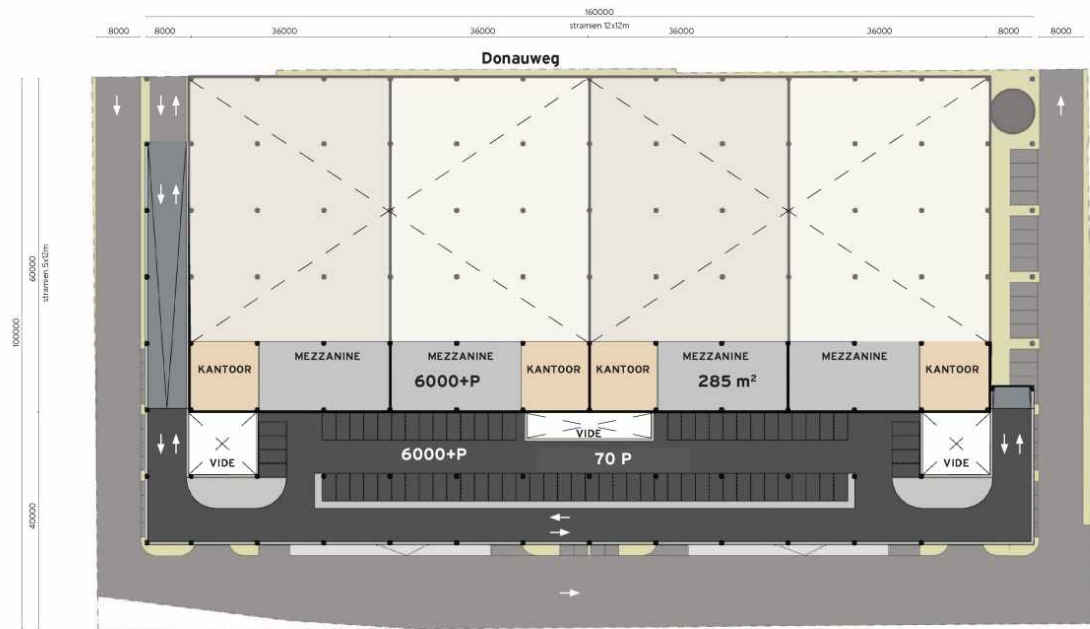 160000
stramien 12x12m
8000 8000 36000 36000 36000 36000 8000 8000
Donauweg
60000
stramien 5x12m
100000
40000
KANTOOR MEZZANINE MEZZANINE KANTOOR KANTOOR MEZZANINE MEZZANINE KANTOOR
6000+P 285 m²
VIDE VIDE VIDE
6000+P 70 P